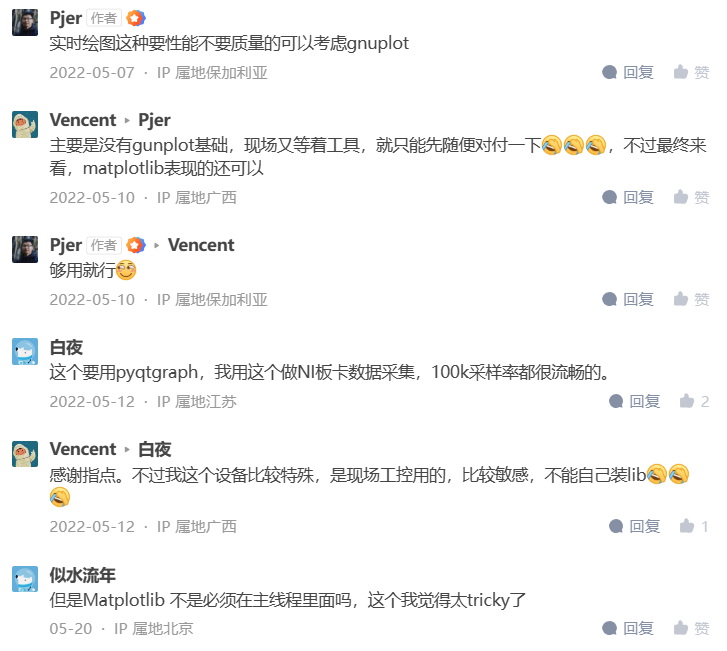 Pjer 作者
实时绘图这种要性能不要质量的可以考虑gnuplot
2022-05-07 · IP 属地保加利亚 回复 赞
Vencent ▸ Pjer
主要是没有gunplot基础，现场又等着工具，就只能先随便对付一下🤣🤣🤣，不过最终来
看，matplotlib表现的还可以
2022-05-10 · IP 属地广西 回复 赞
Pjer 作者 ▸ Vencent
够用就行
2022-05-10 · IP 属地保加利亚 回复 赞
白夜
这个要用pyqtgraph，我用这个做NI板卡数据采集，100k采样率都很流畅的。
2022-05-12 · IP 属地江苏 回复 2
Vencent ▸ 白夜
感谢指点。不过我这个设备比较特殊，是现场工控用的，比较敏感，不能自己装lib🤣🤣
🤣
2022-05-12 · IP 属地广西 回复 1
似水流年
但是Matplotlib 不是必须在主线程里面吗，这个我觉得太tricky了
05-20 · IP 属地北京 回复 赞